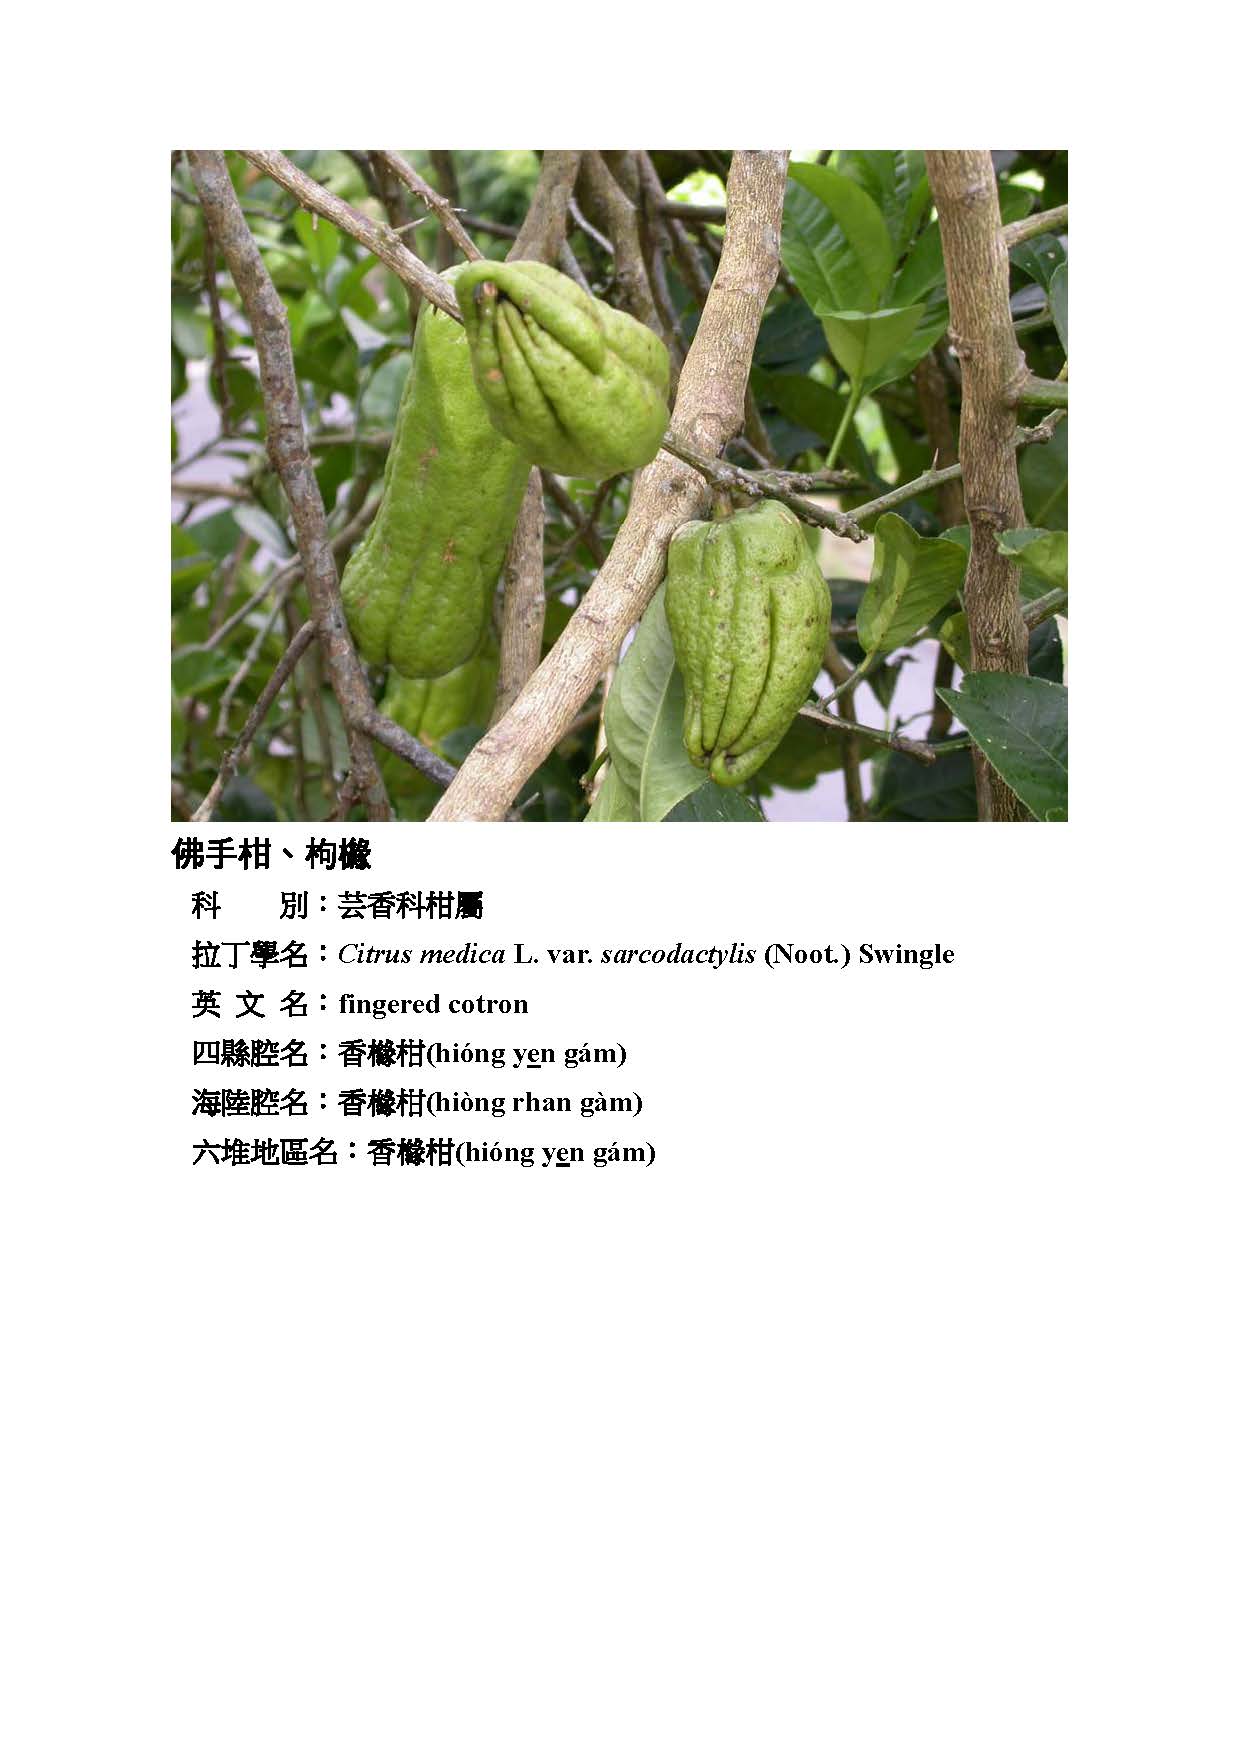 佛手柑、枸櫞
科　　別：芸香科柑屬
拉丁學名：Citrus medica L. var. sarcodactylis (Noot.) Swingle
英 文 名：fingered cotron
四縣腔名：香櫞柑(hióng yen gám)
海陸腔名：香櫞柑(hiòng rhan gàm)
六堆地區名：香櫞柑(hióng yen gám)